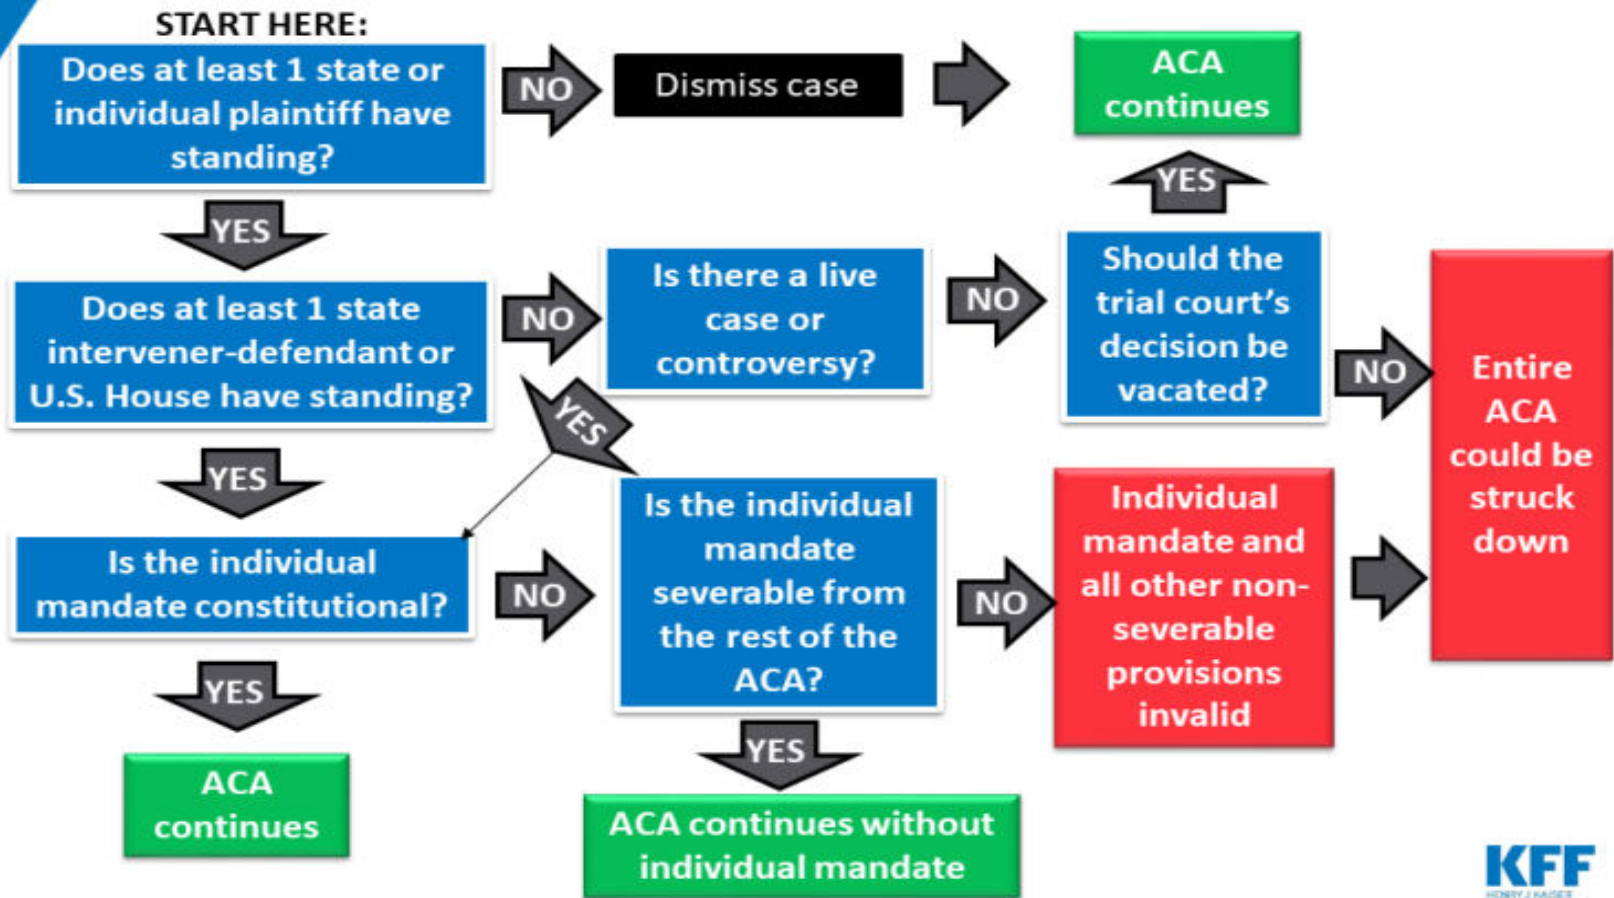 START HERE:
Does at least 1 state or
individual plaintiff have
standing?
NO
Dismiss case
ACA
continues
YES
YES
Does at least 1 state
intervener-defendant or
U.S. House have standing?
NO
Is there a live
case or
controversy?
NO
Should the
trial court's
decision be
vacated?
NO
Entire
ACA
could be
struck
down
YES
YES
Is the individual
mandate constitutional?
NO
Is the individual
mandate
severable from
the rest of the
ACA?
NO
Individual
mandate and
all other non-
severable
provisions
invalid
YES
ACA
continues
YES
ACA continues without
individual mandate
KFF
HENRY J KAISER